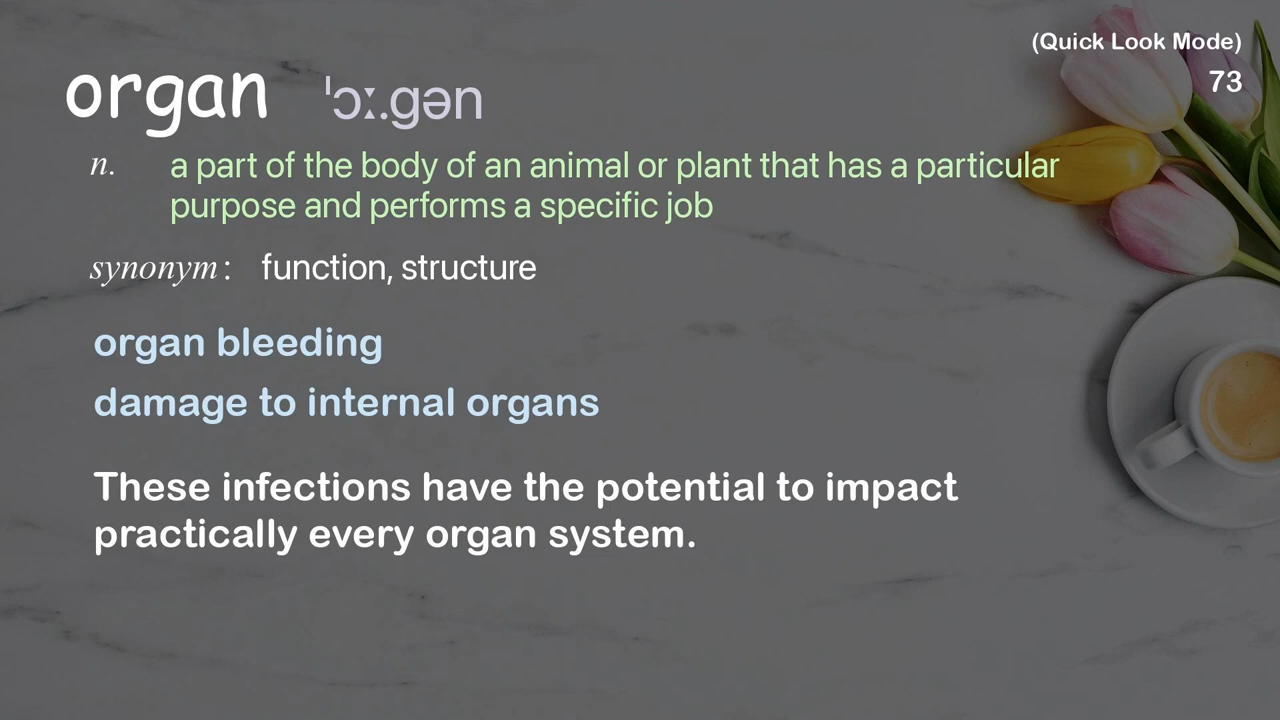 (Quick Look Mode)
73
organ ˈɔː.gən
n. a part of the body of an animal or plant that has a particular
purpose and performs a specific job
synonym: function, structure
organ bleeding
damage to internal organs
These infections have the potential to impact
practically every organ system.